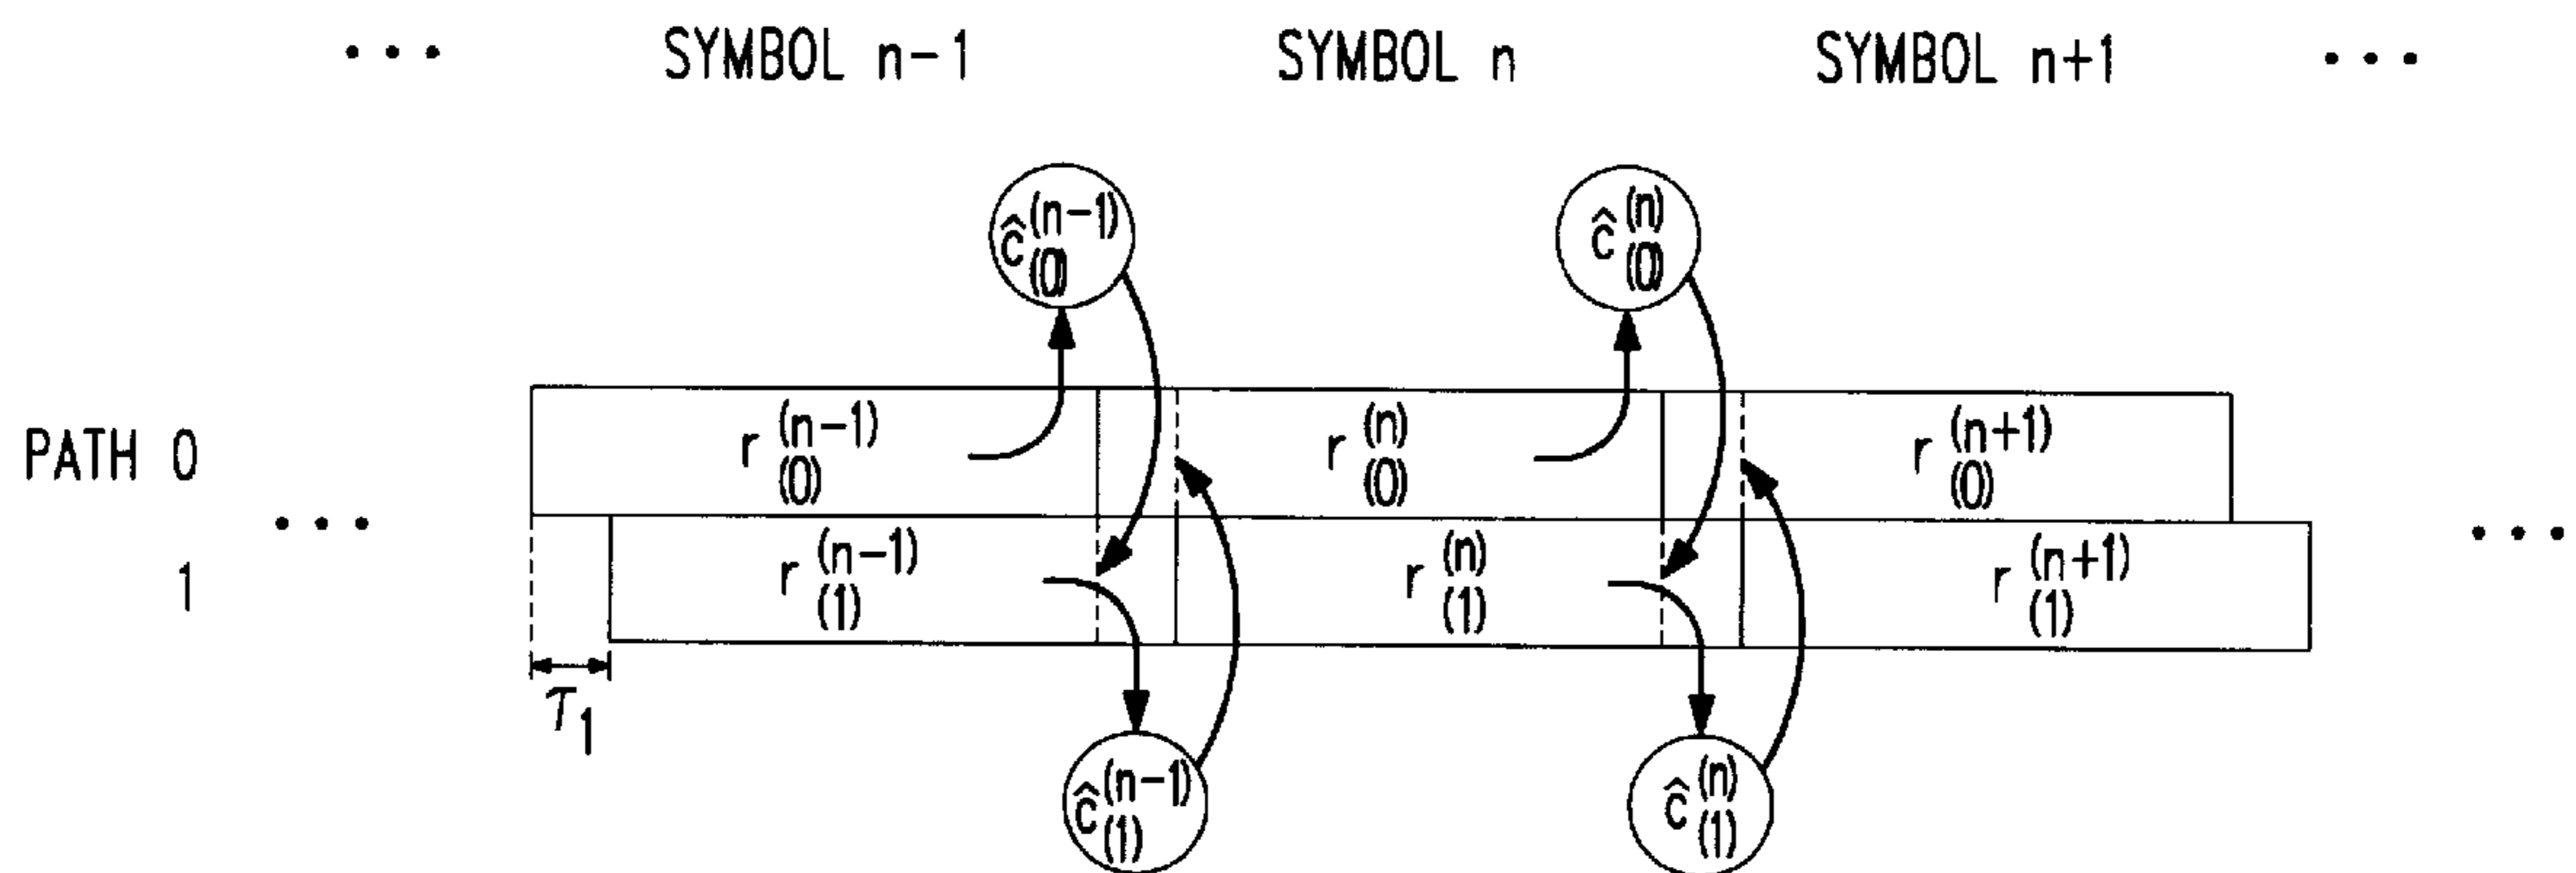 ••• SYMBOL n-1 SYMBOL n SYMBOL n+1 •••
ĉ(0)(n-1) ĉ(0)(n)
PATH 0 r(0)(n-1) r(0)(n) r(0)(n+1)
••• •••
1 r(1)(n-1) r(1)(n) r(1)(n+1)
τ1
ĉ(1)(n-1) ĉ(1)(n)